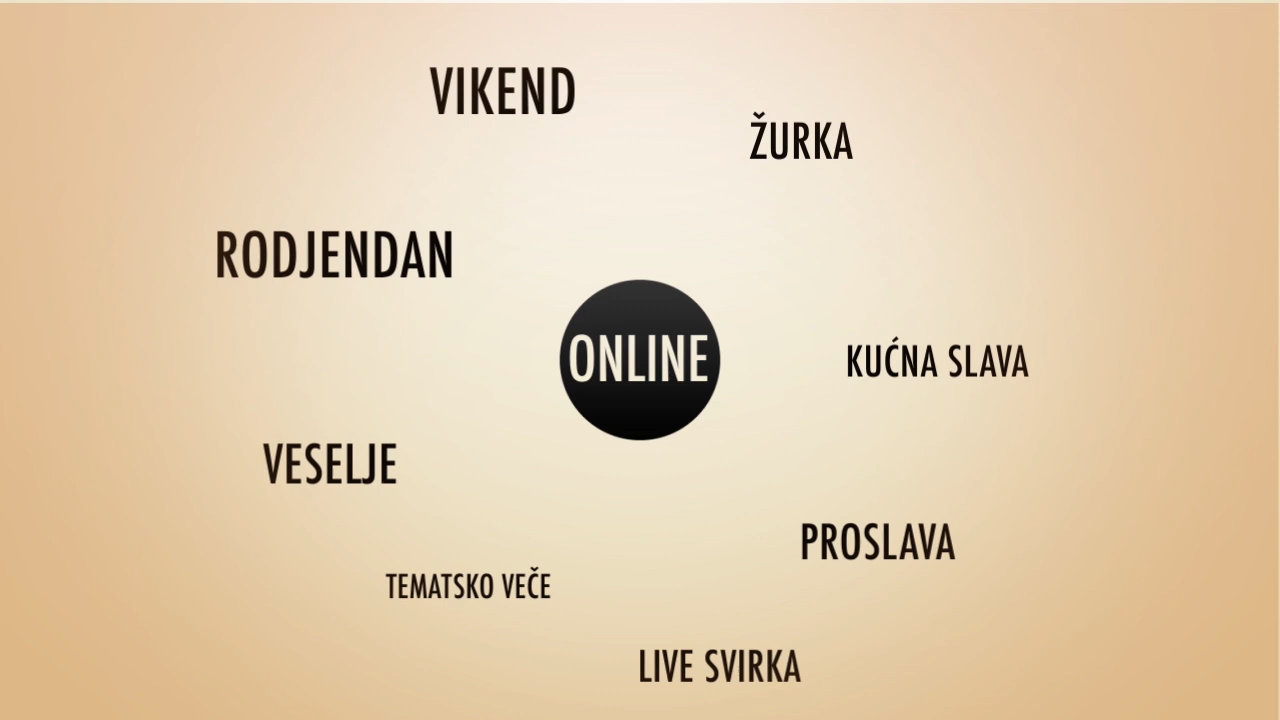 VIKEND
ŽURKA
RODJENDAN
ONLINE
KUĆNA SLAVA
VESELJE
PROSLAVA
TEMATSKO VEČE
LIVE SVIRKA